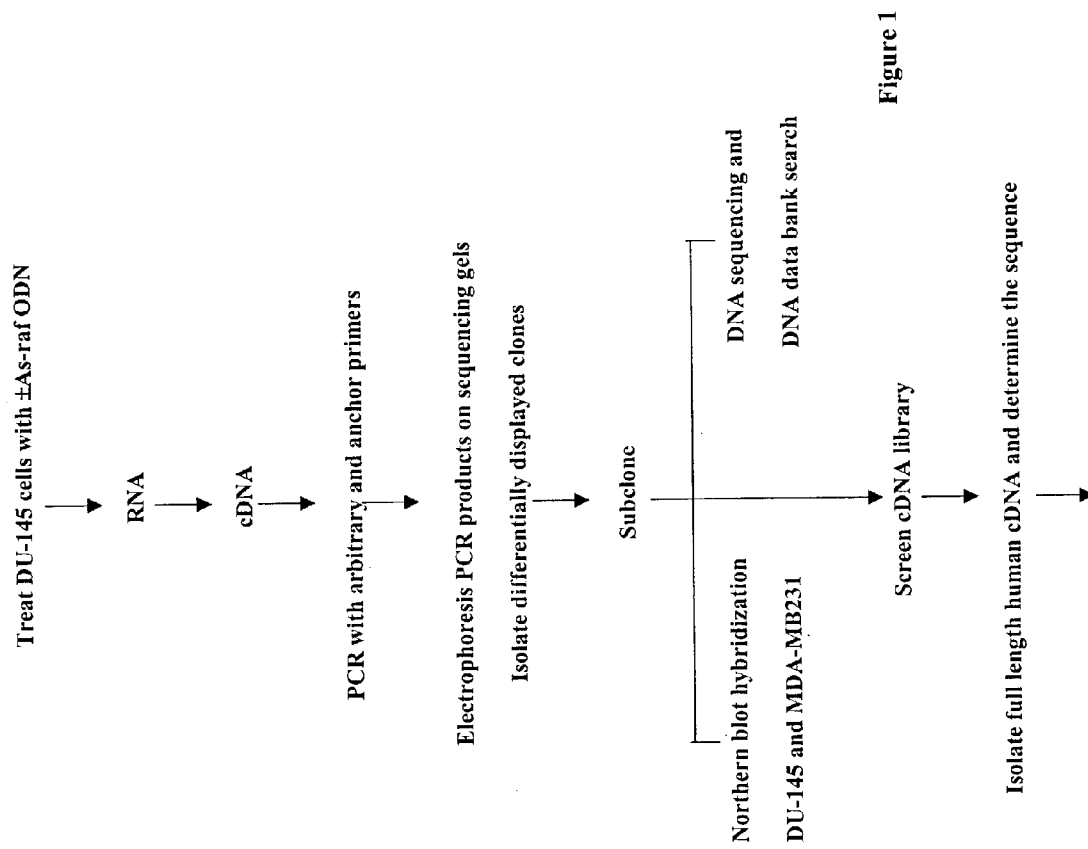 Treat DU-145 cells with ±As-raf ODN
RNA
cDNA
PCR with arbitrary and anchor primers
Electrophoresis PCR products on sequencing gels
Isolate differentially displayed clones
Subclone
Northern blot hybridization
DU-145 and MDA-MB231
DNA sequencing and
DNA data bank search
Screen cDNA library
Isolate full length human cDNA and determine the sequence
Figure 1